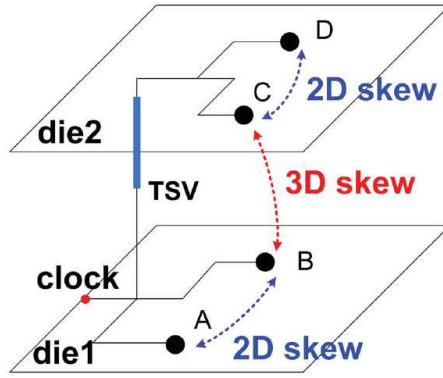 D
C
2D skew
die2
TSV
3D skew
clock
B
A
die1
2D skew